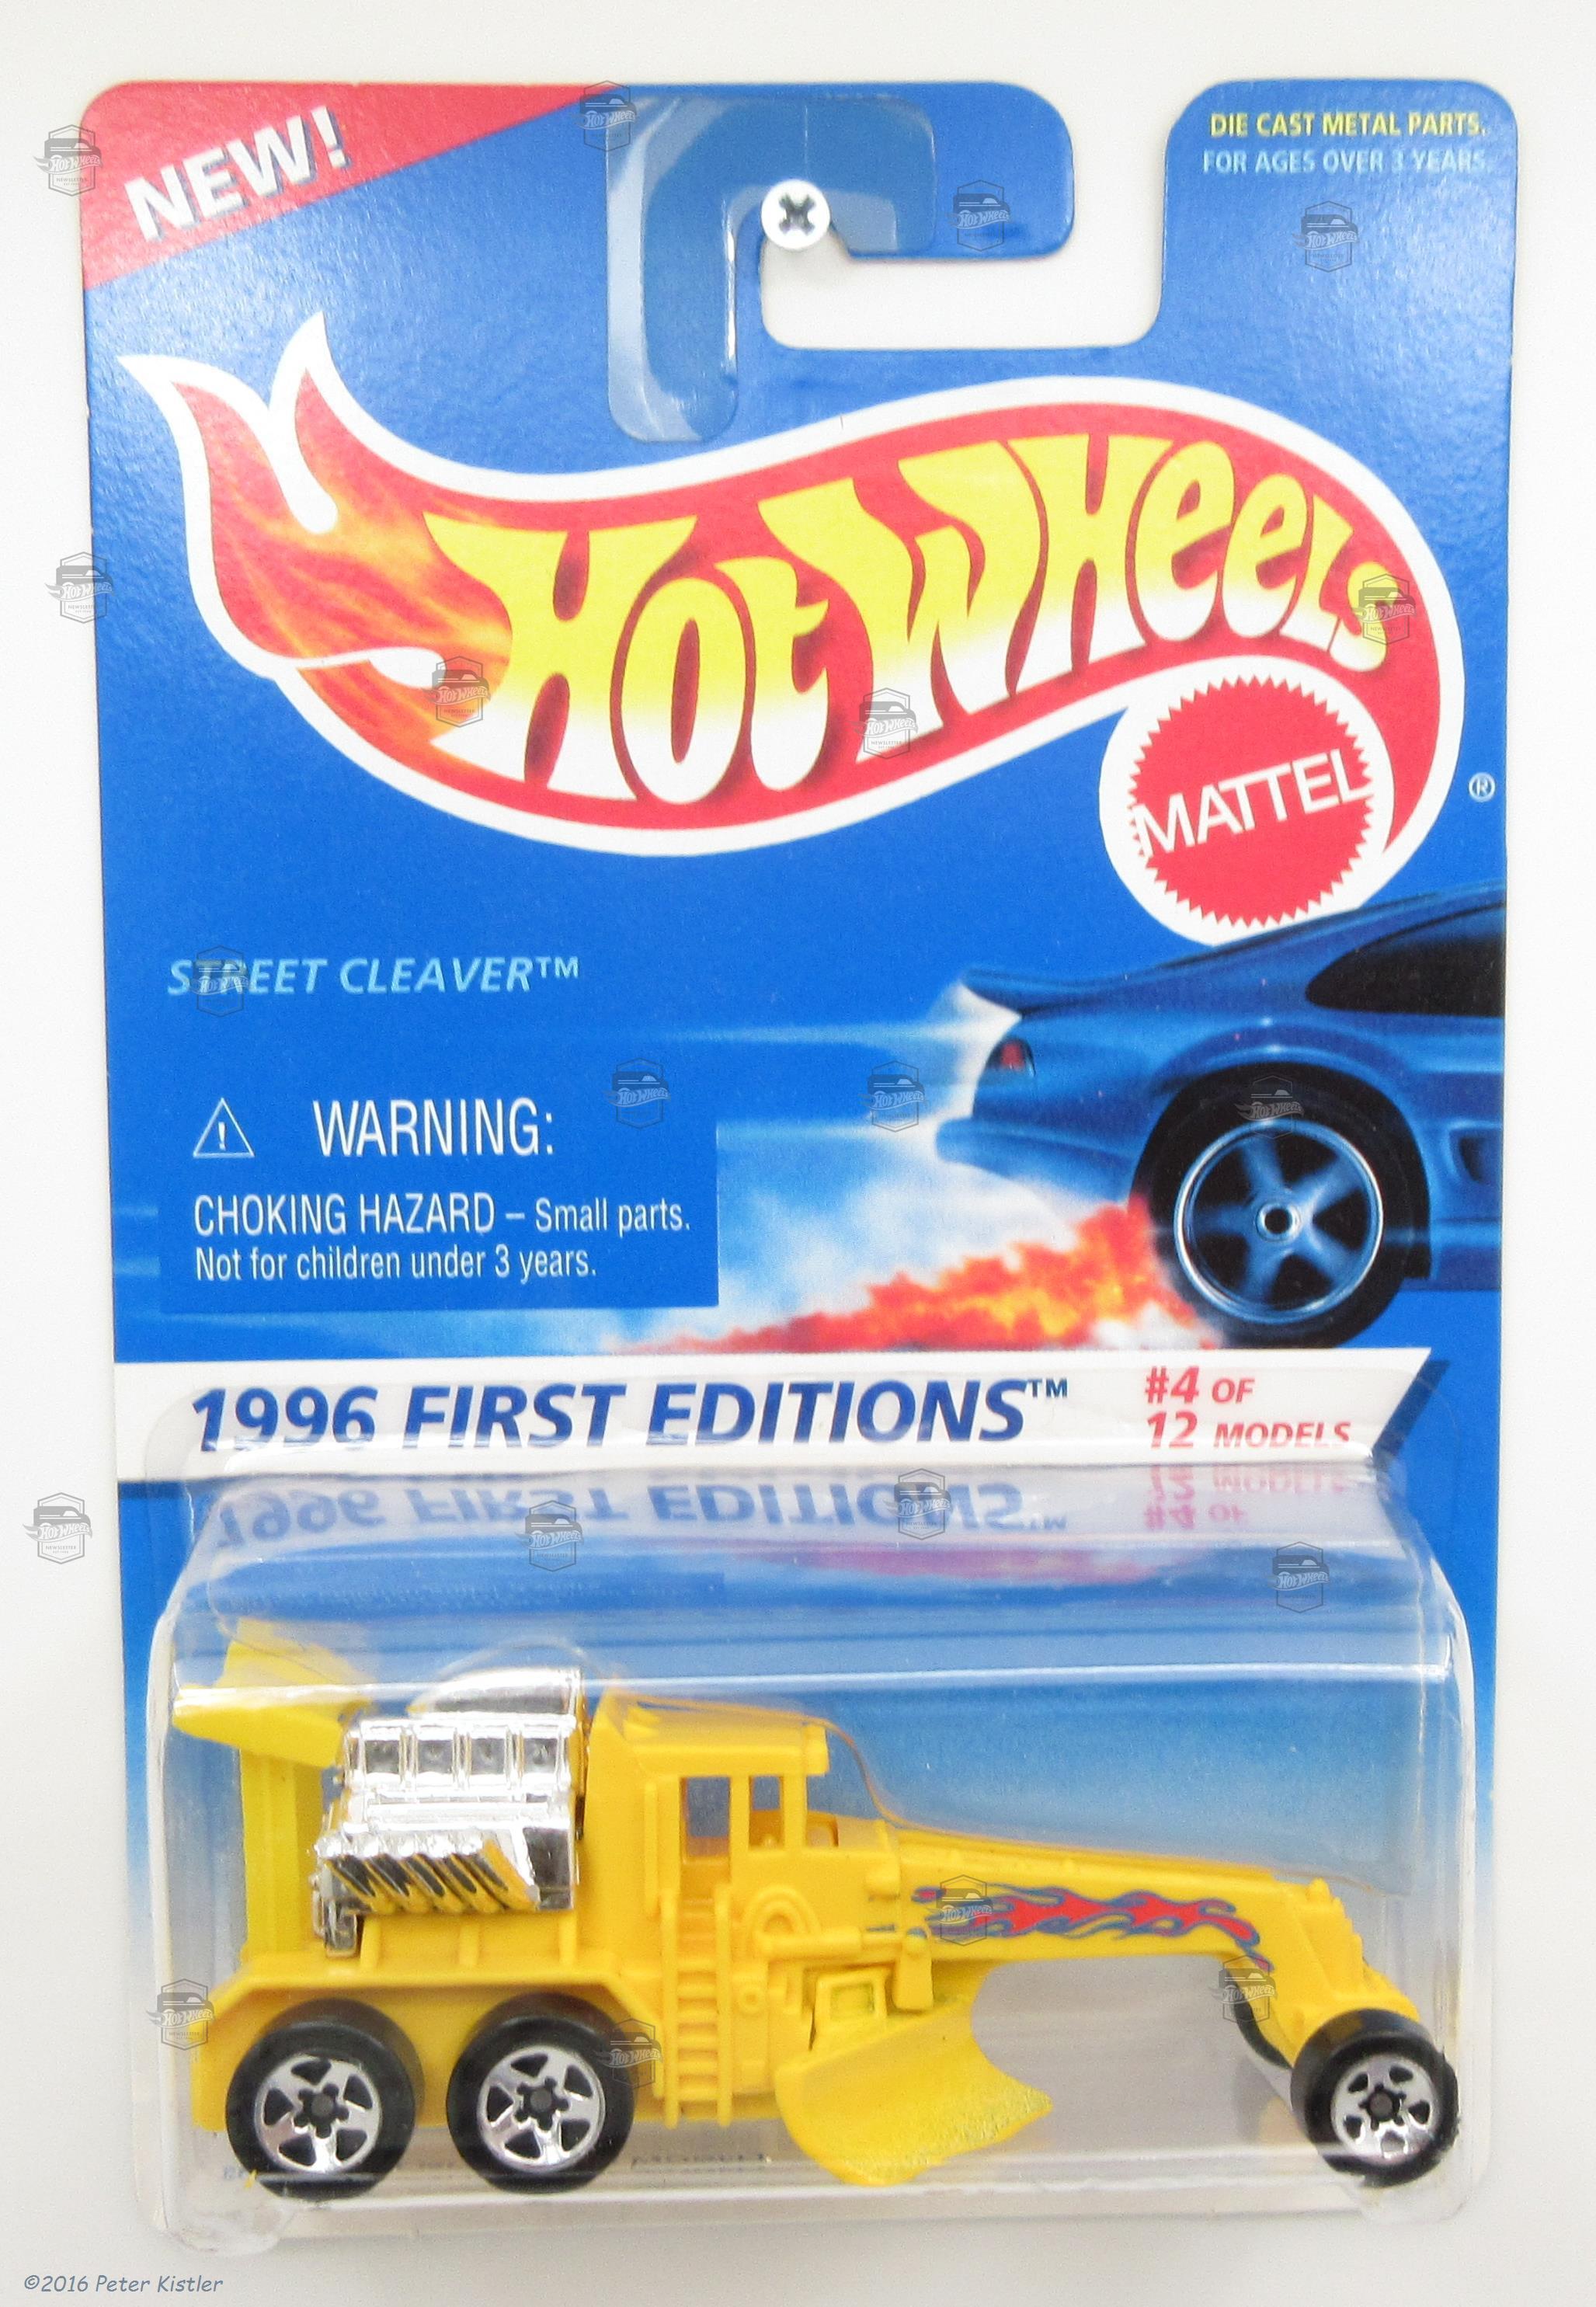 NEW!
DIE CAST METAL PARTS.
FOR AGES OVER 3 YEARS.
HOT WHEELS
MATTEL
®
STREET CLEAVER™
WARNING:
CHOKING HAZARD – Small parts.
Not for children under 3 years.
1996 FIRST EDITIONS™
#4 OF
12 MODELS
©2016 Peter Kistler